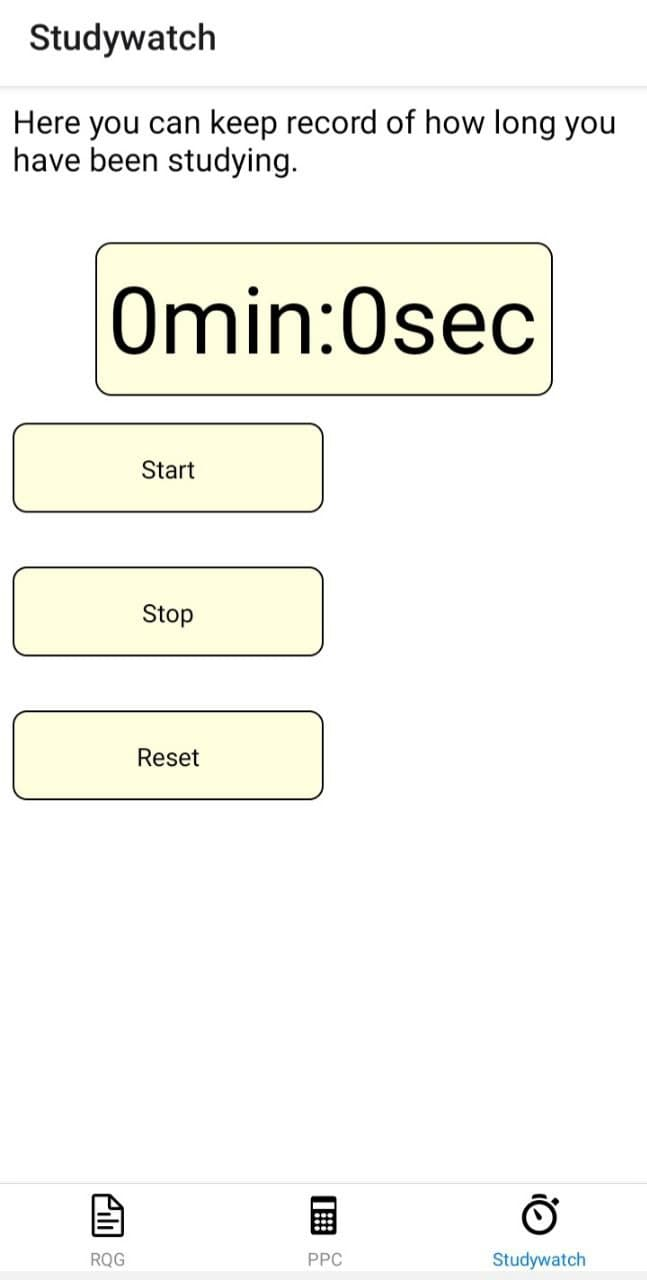 Studywatch
Here you can keep record of how long you
have been studying.
0min:0sec
Start
Stop
Reset
RQG
PPC
Studywatch